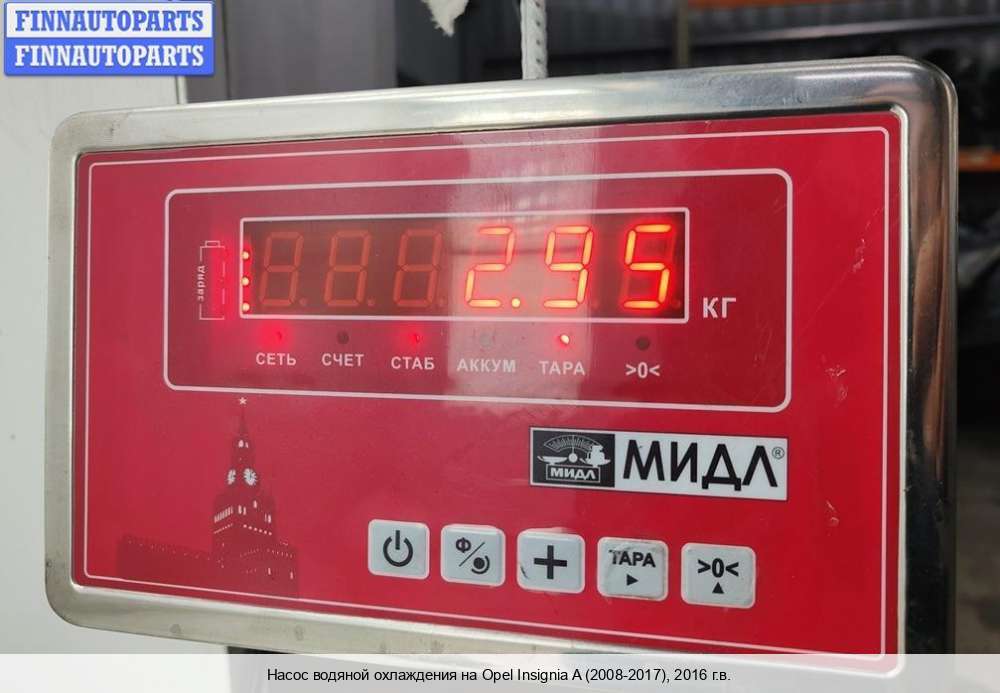 FINNAUTOPARTS
FINNAUTOPARTS
заряд
2.95
КГ
СЕТЬ СЧЕТ СТАБ АККУМ ТАРА >0<
МИДЛ МИДЛ®
Ф
ТАРА >0<
Насос водяной охлаждения на Opel Insignia A (2008-2017), 2016 г.в.